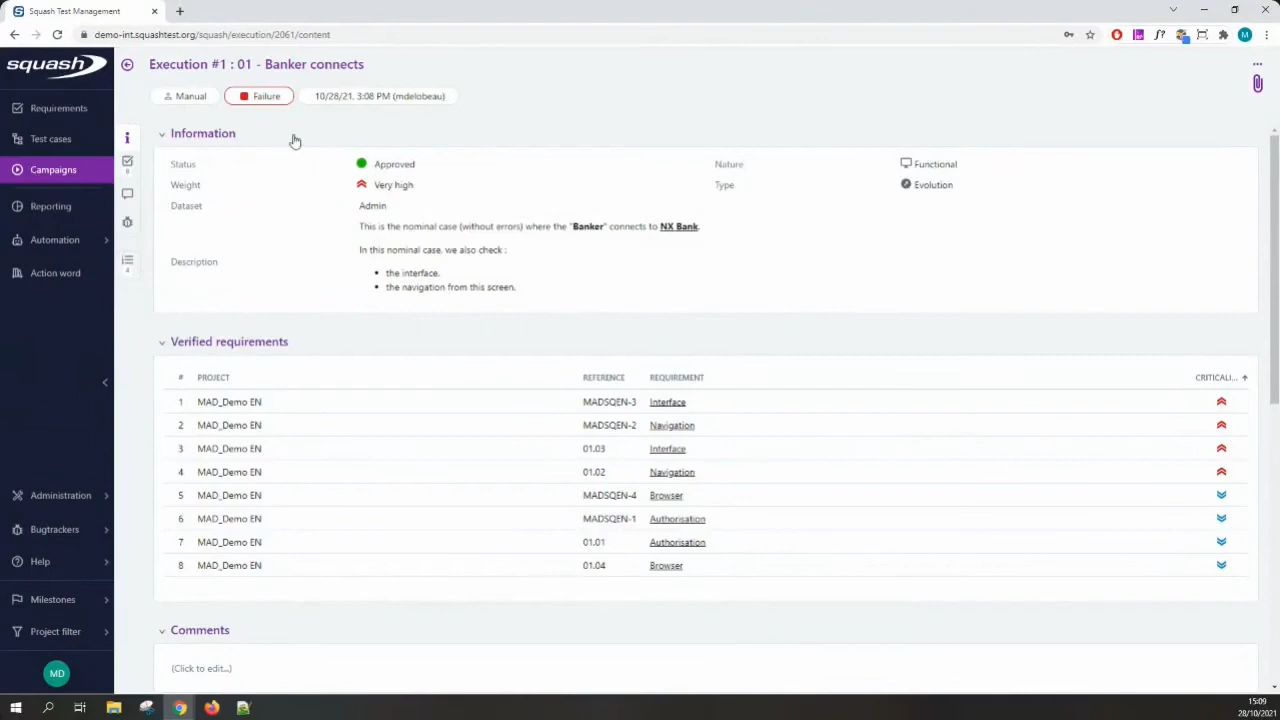 Squash Test Management
demo-int.squashtest.org/squash/execution/2061/content
M
squash
Execution #1 : 01 - Banker connects
Manual
Failure
10/28/21, 3:08 PM (mdelobeau)
Requirements
Test cases
Campaigns
Reporting
Automation
Action word
Administration
Bugtrackers
Help
Milestones
Project filter
MD
8
4
Information
Status Approved Nature Functional
Weight Very high Type Evolution
Dataset Admin
Description
This is the nominal case (without errors) where the "Banker" connects to NX Bank.
In this nominal case, we also check :
• the interface.
• the navigation from this screen.
Verified requirements
# PROJECT REFERENCE REQUIREMENT CRITICALI...
1 MAD_Demo EN MADSQEN-3 Interface
2 MAD_Demo EN MADSQEN-2 Navigation
3 MAD_Demo EN 01.03 Interface
4 MAD_Demo EN 01.02 Navigation
5 MAD_Demo EN MADSQEN-4 Browser
6 MAD_Demo EN MADSQEN-1 Authorisation
7 MAD_Demo EN 01.01 Authorisation
8 MAD_Demo EN 01.04 Browser
Comments
(Click to edit...)
15:09
28/10/2021